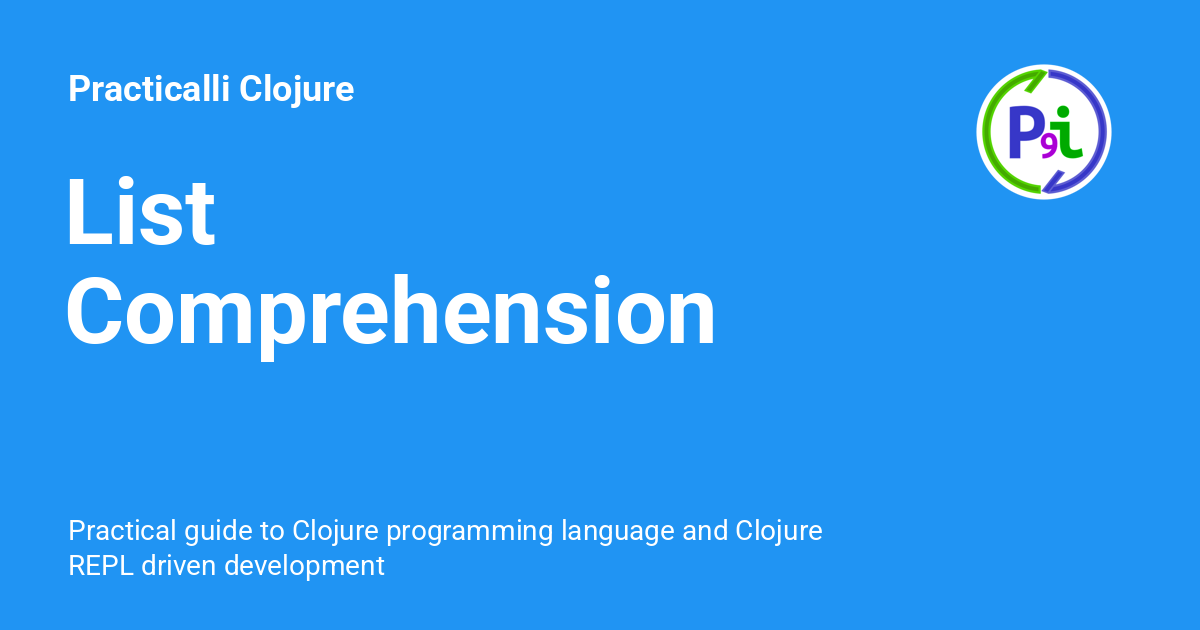 Practicalli Clojure
P9i
List
Comprehension
Practical guide to Clojure programming language and Clojure
REPL driven development